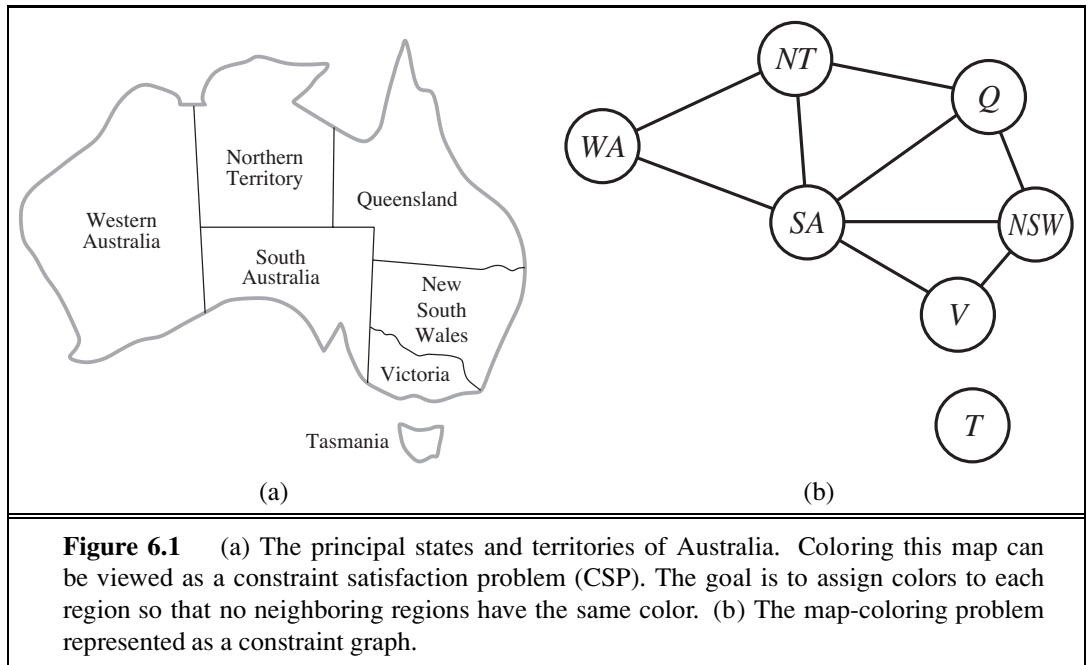 Northern
Territory
Western
Australia
Queensland
South
Australia
New
South
Wales
Victoria
Tasmania
(a)
NT
Q
WA
SA
NSW
V
T
(b)
Figure 6.1 (a) The principal states and territories of Australia. Coloring this map can
be viewed as a constraint satisfaction problem (CSP). The goal is to assign colors to each
region so that no neighboring regions have the same color. (b) The map-coloring problem
represented as a constraint graph.